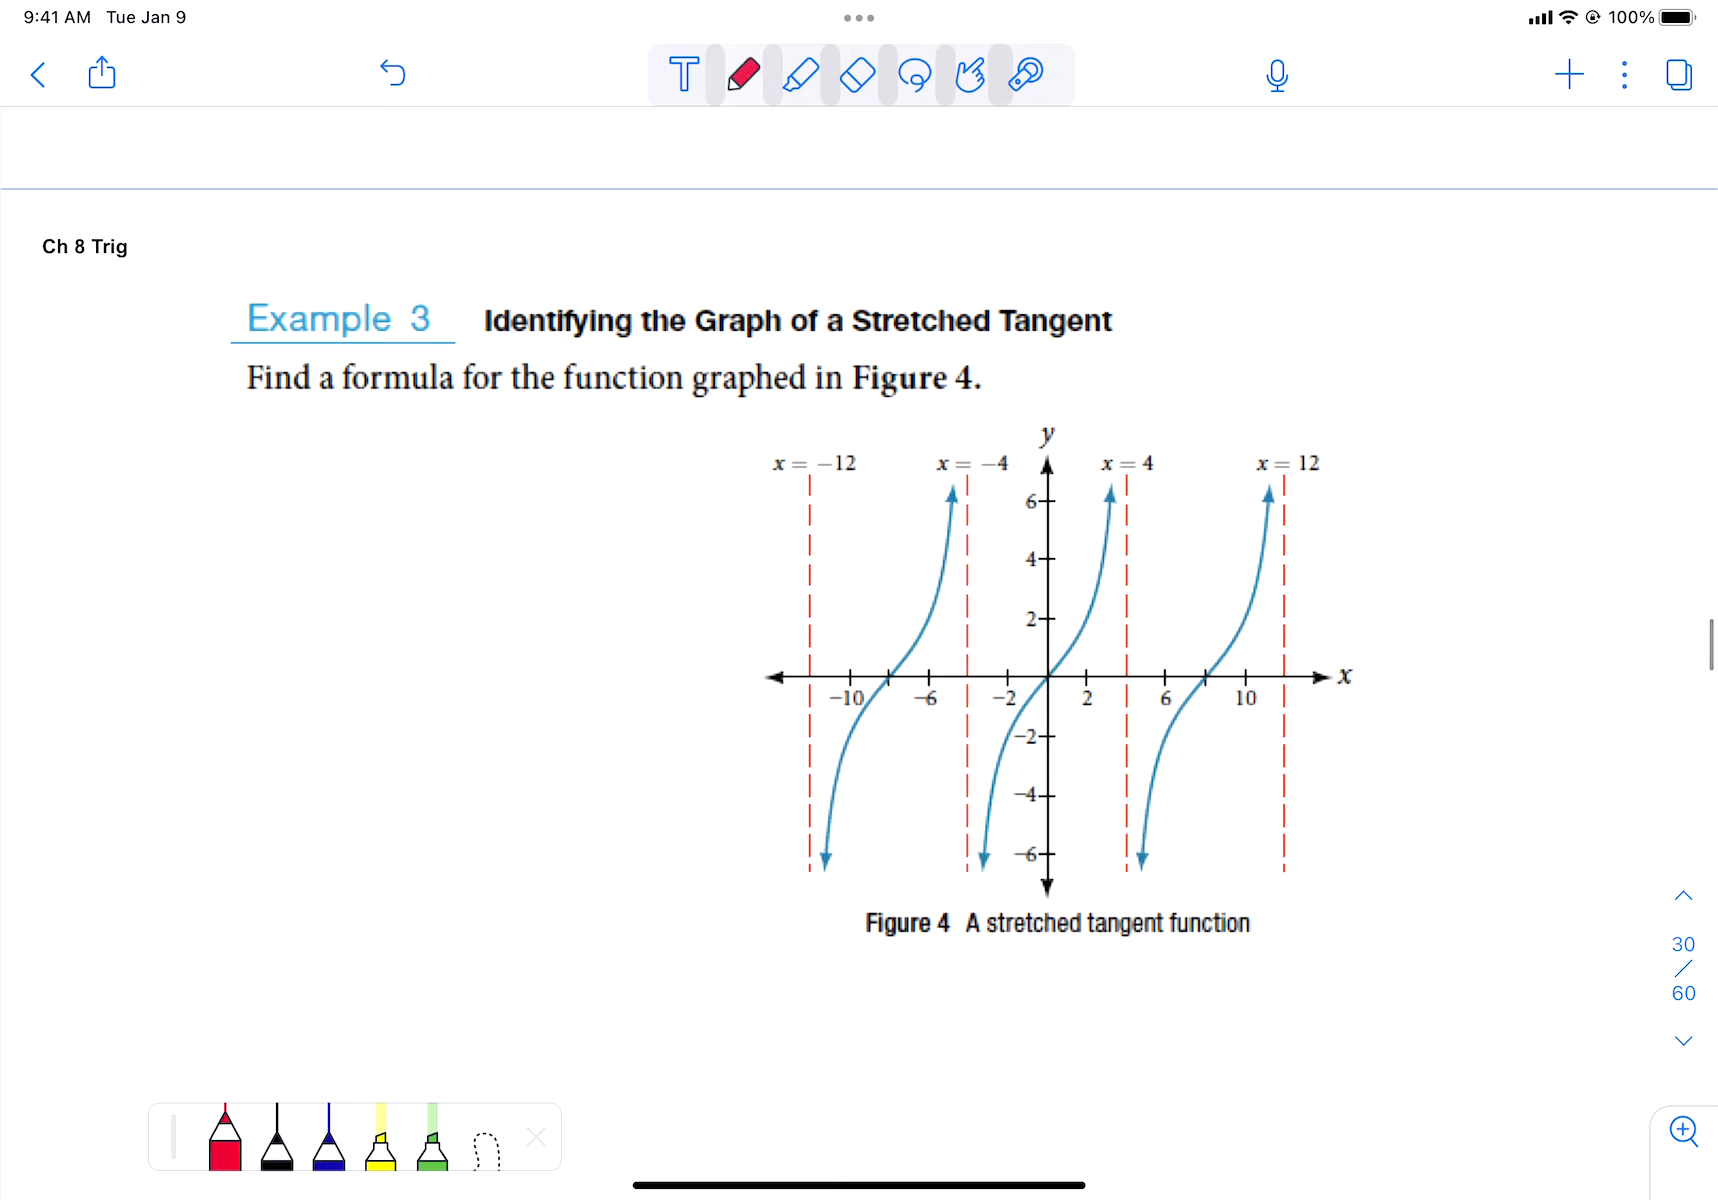 9:41 AM Tue Jan 9
100%
T
Ch 8 Trig
Example 3 Identifying the Graph of a Stretched Tangent
Find a formula for the function graphed in Figure 4.
y
x = −12 x = −4 x = 4 x = 12
6
4
2
x
−10 −6 −2 2 6 10
−2
−4
−6
Figure 4 A stretched tangent function
30
/
60